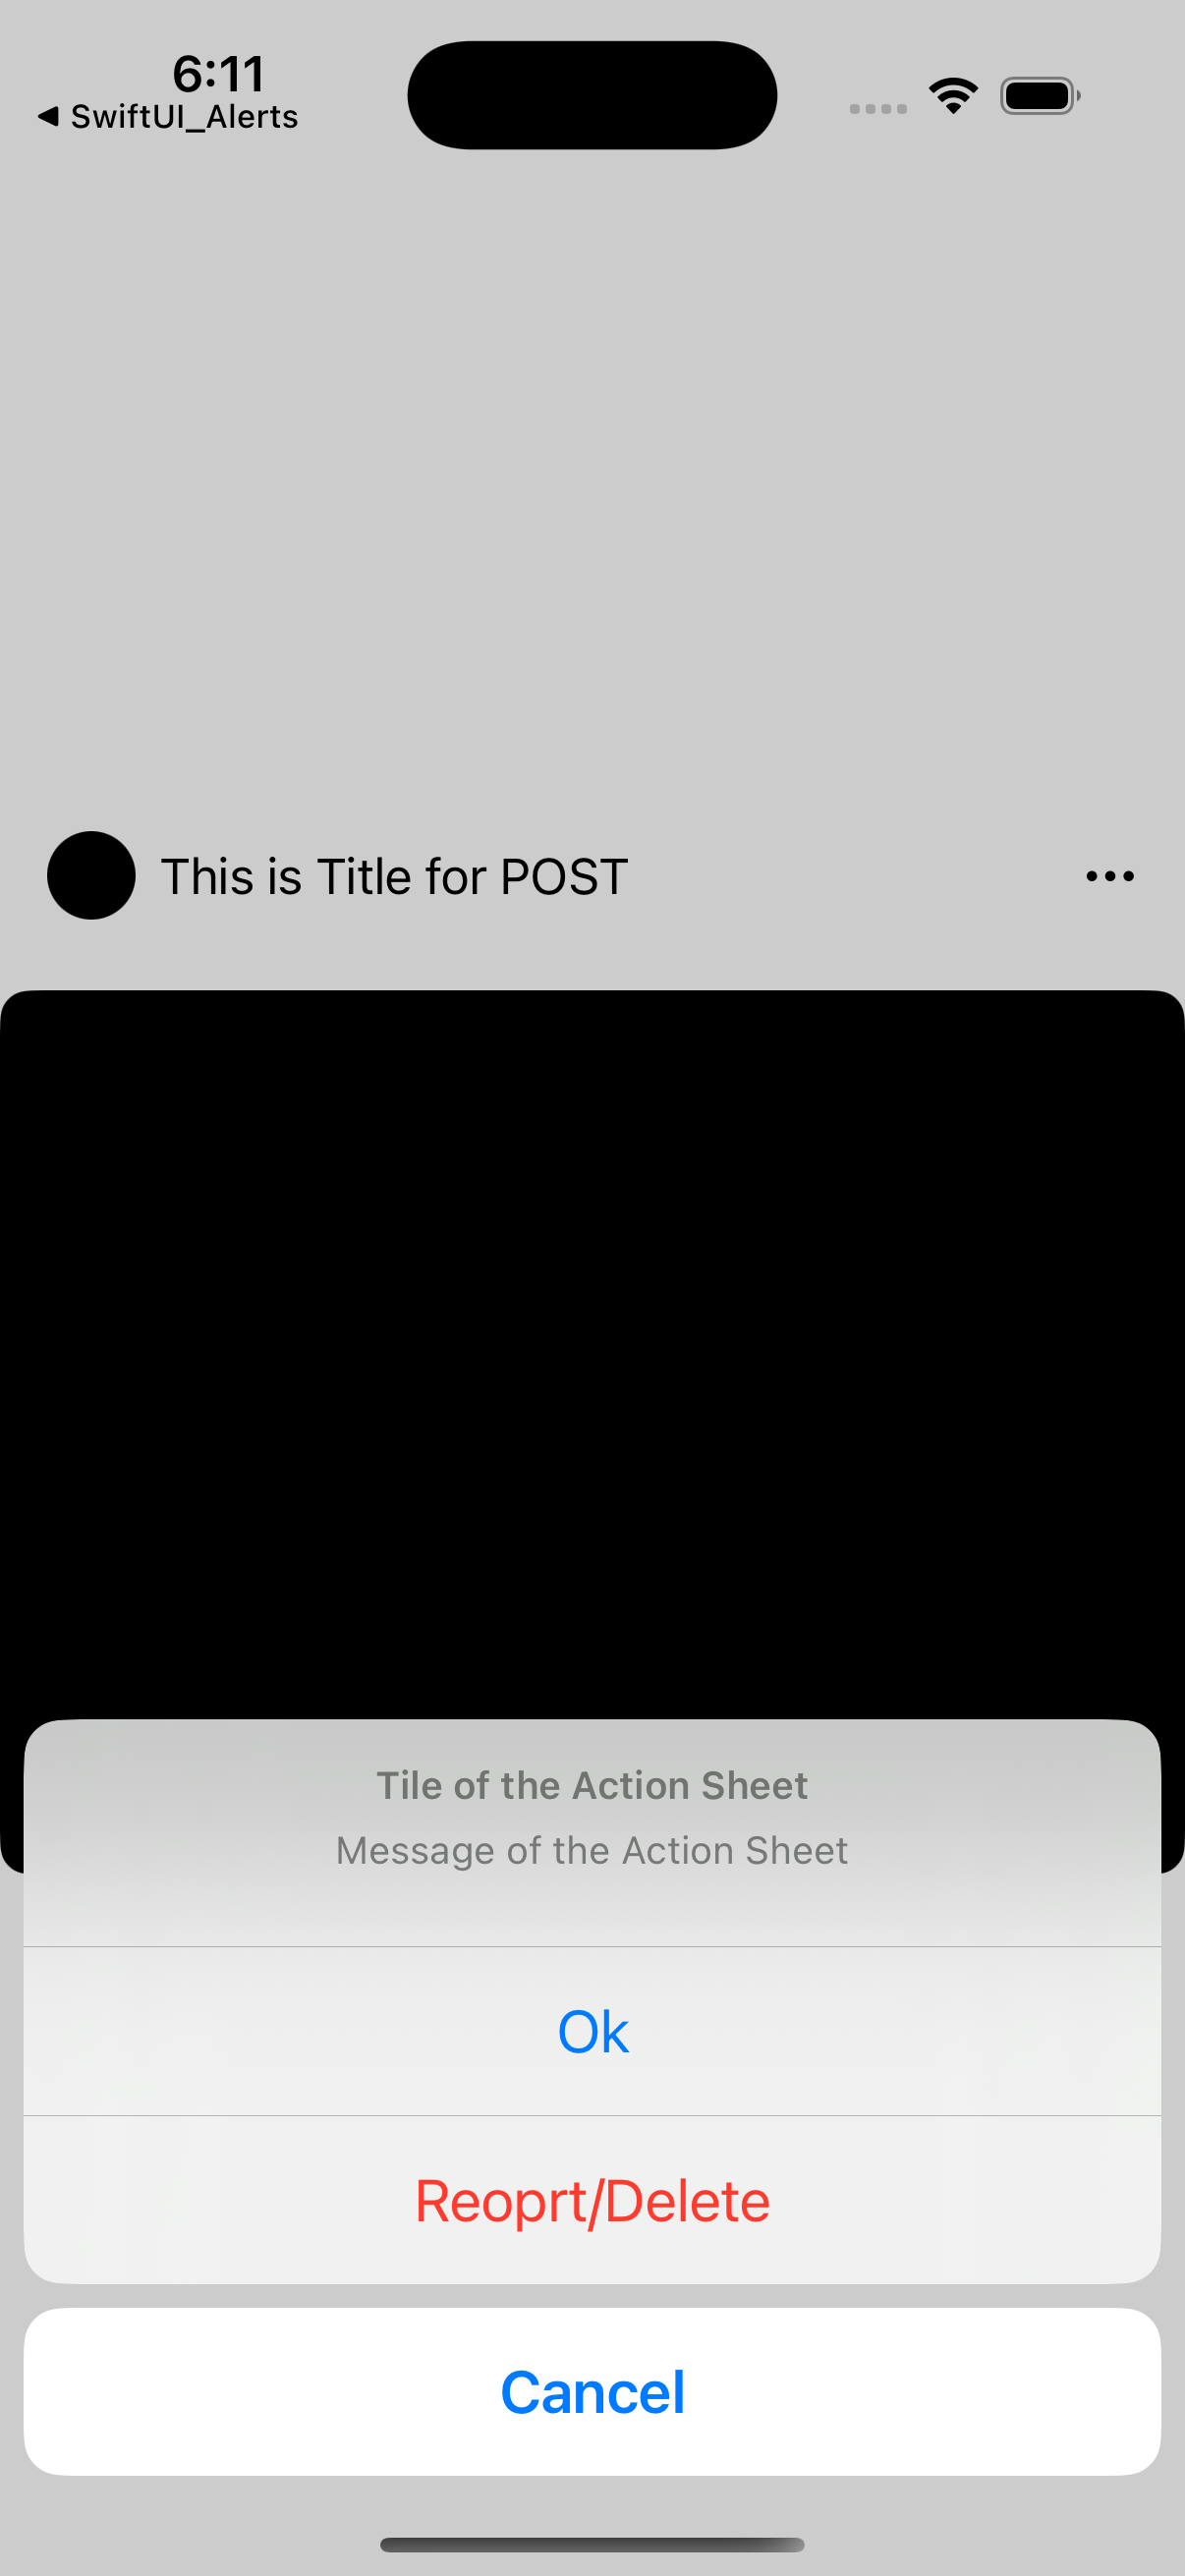 6:11
SwiftUI_Alerts
This is Title for POST
Tile of the Action Sheet
Message of the Action Sheet
Ok
Reoprt/Delete
Cancel